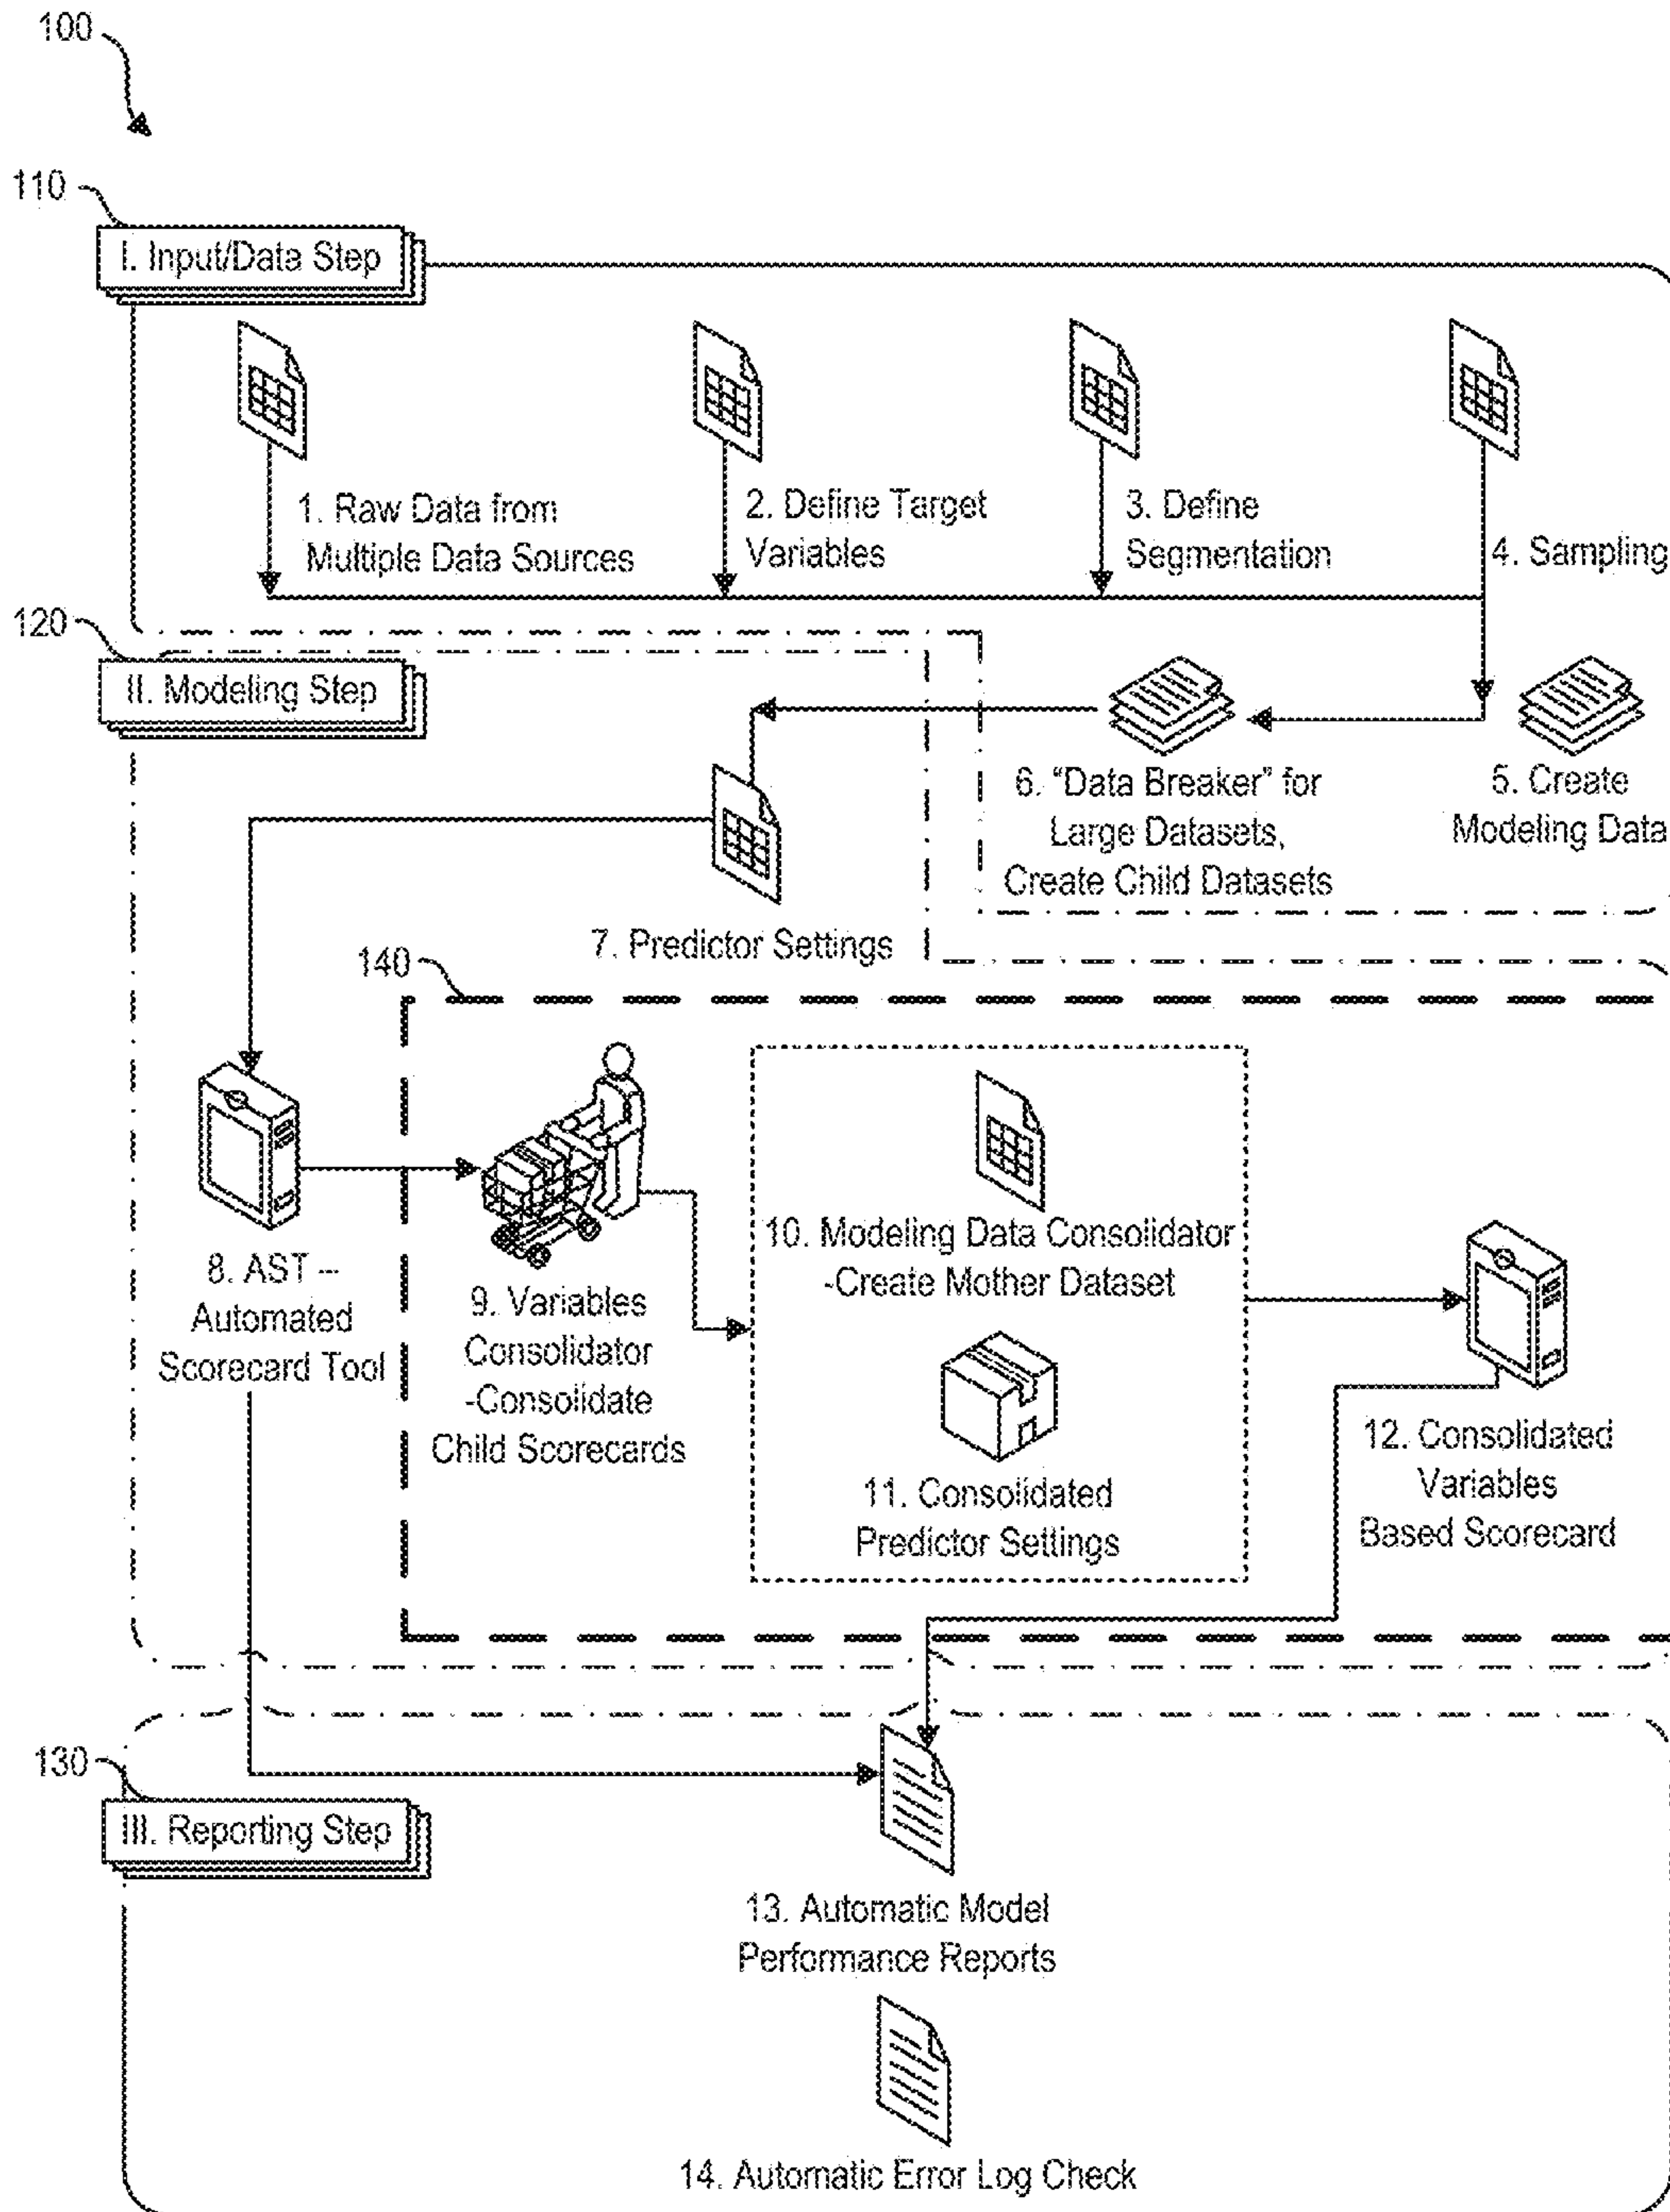 100
110
I. Input/Data Step
1. Raw Data from
Multiple Data Sources
2. Define Target
Variables
3. Define
Segmentation
4. Sampling
120
II. Modeling Step
5. Create
Modeling Data
6. "Data Breaker" for
Large Datasets,
Create Child Datasets
7. Predictor Settings
140
8. AST –
Automated
Scorecard Tool
9. Variables
Consolidator
-Consolidate
Child Scorecards
10. Modeling Data Consolidator
-Create Mother Dataset
11. Consolidated
Predictor Settings
12. Consolidated
Variables
Based Scorecard
130
III. Reporting Step
13. Automatic Model
Performance Reports
14. Automatic Error Log Check